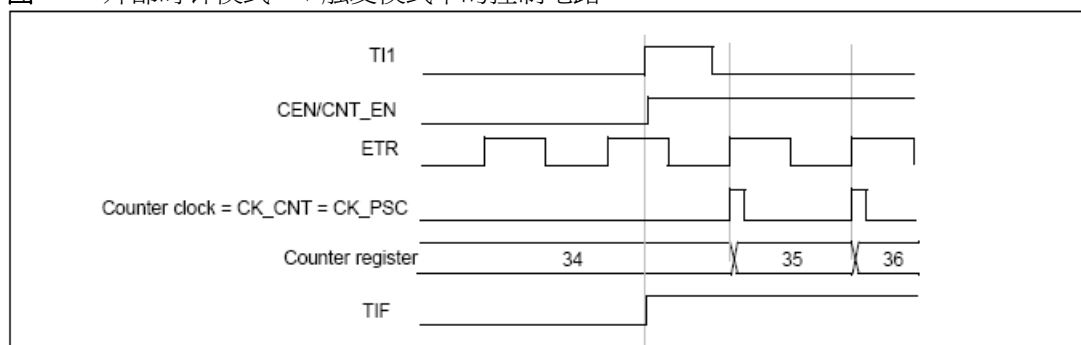 TI1
CEN/CNT_EN
ETR
Counter clock = CK_CNT = CK_PSC
Counter register
34
35
36
TIF